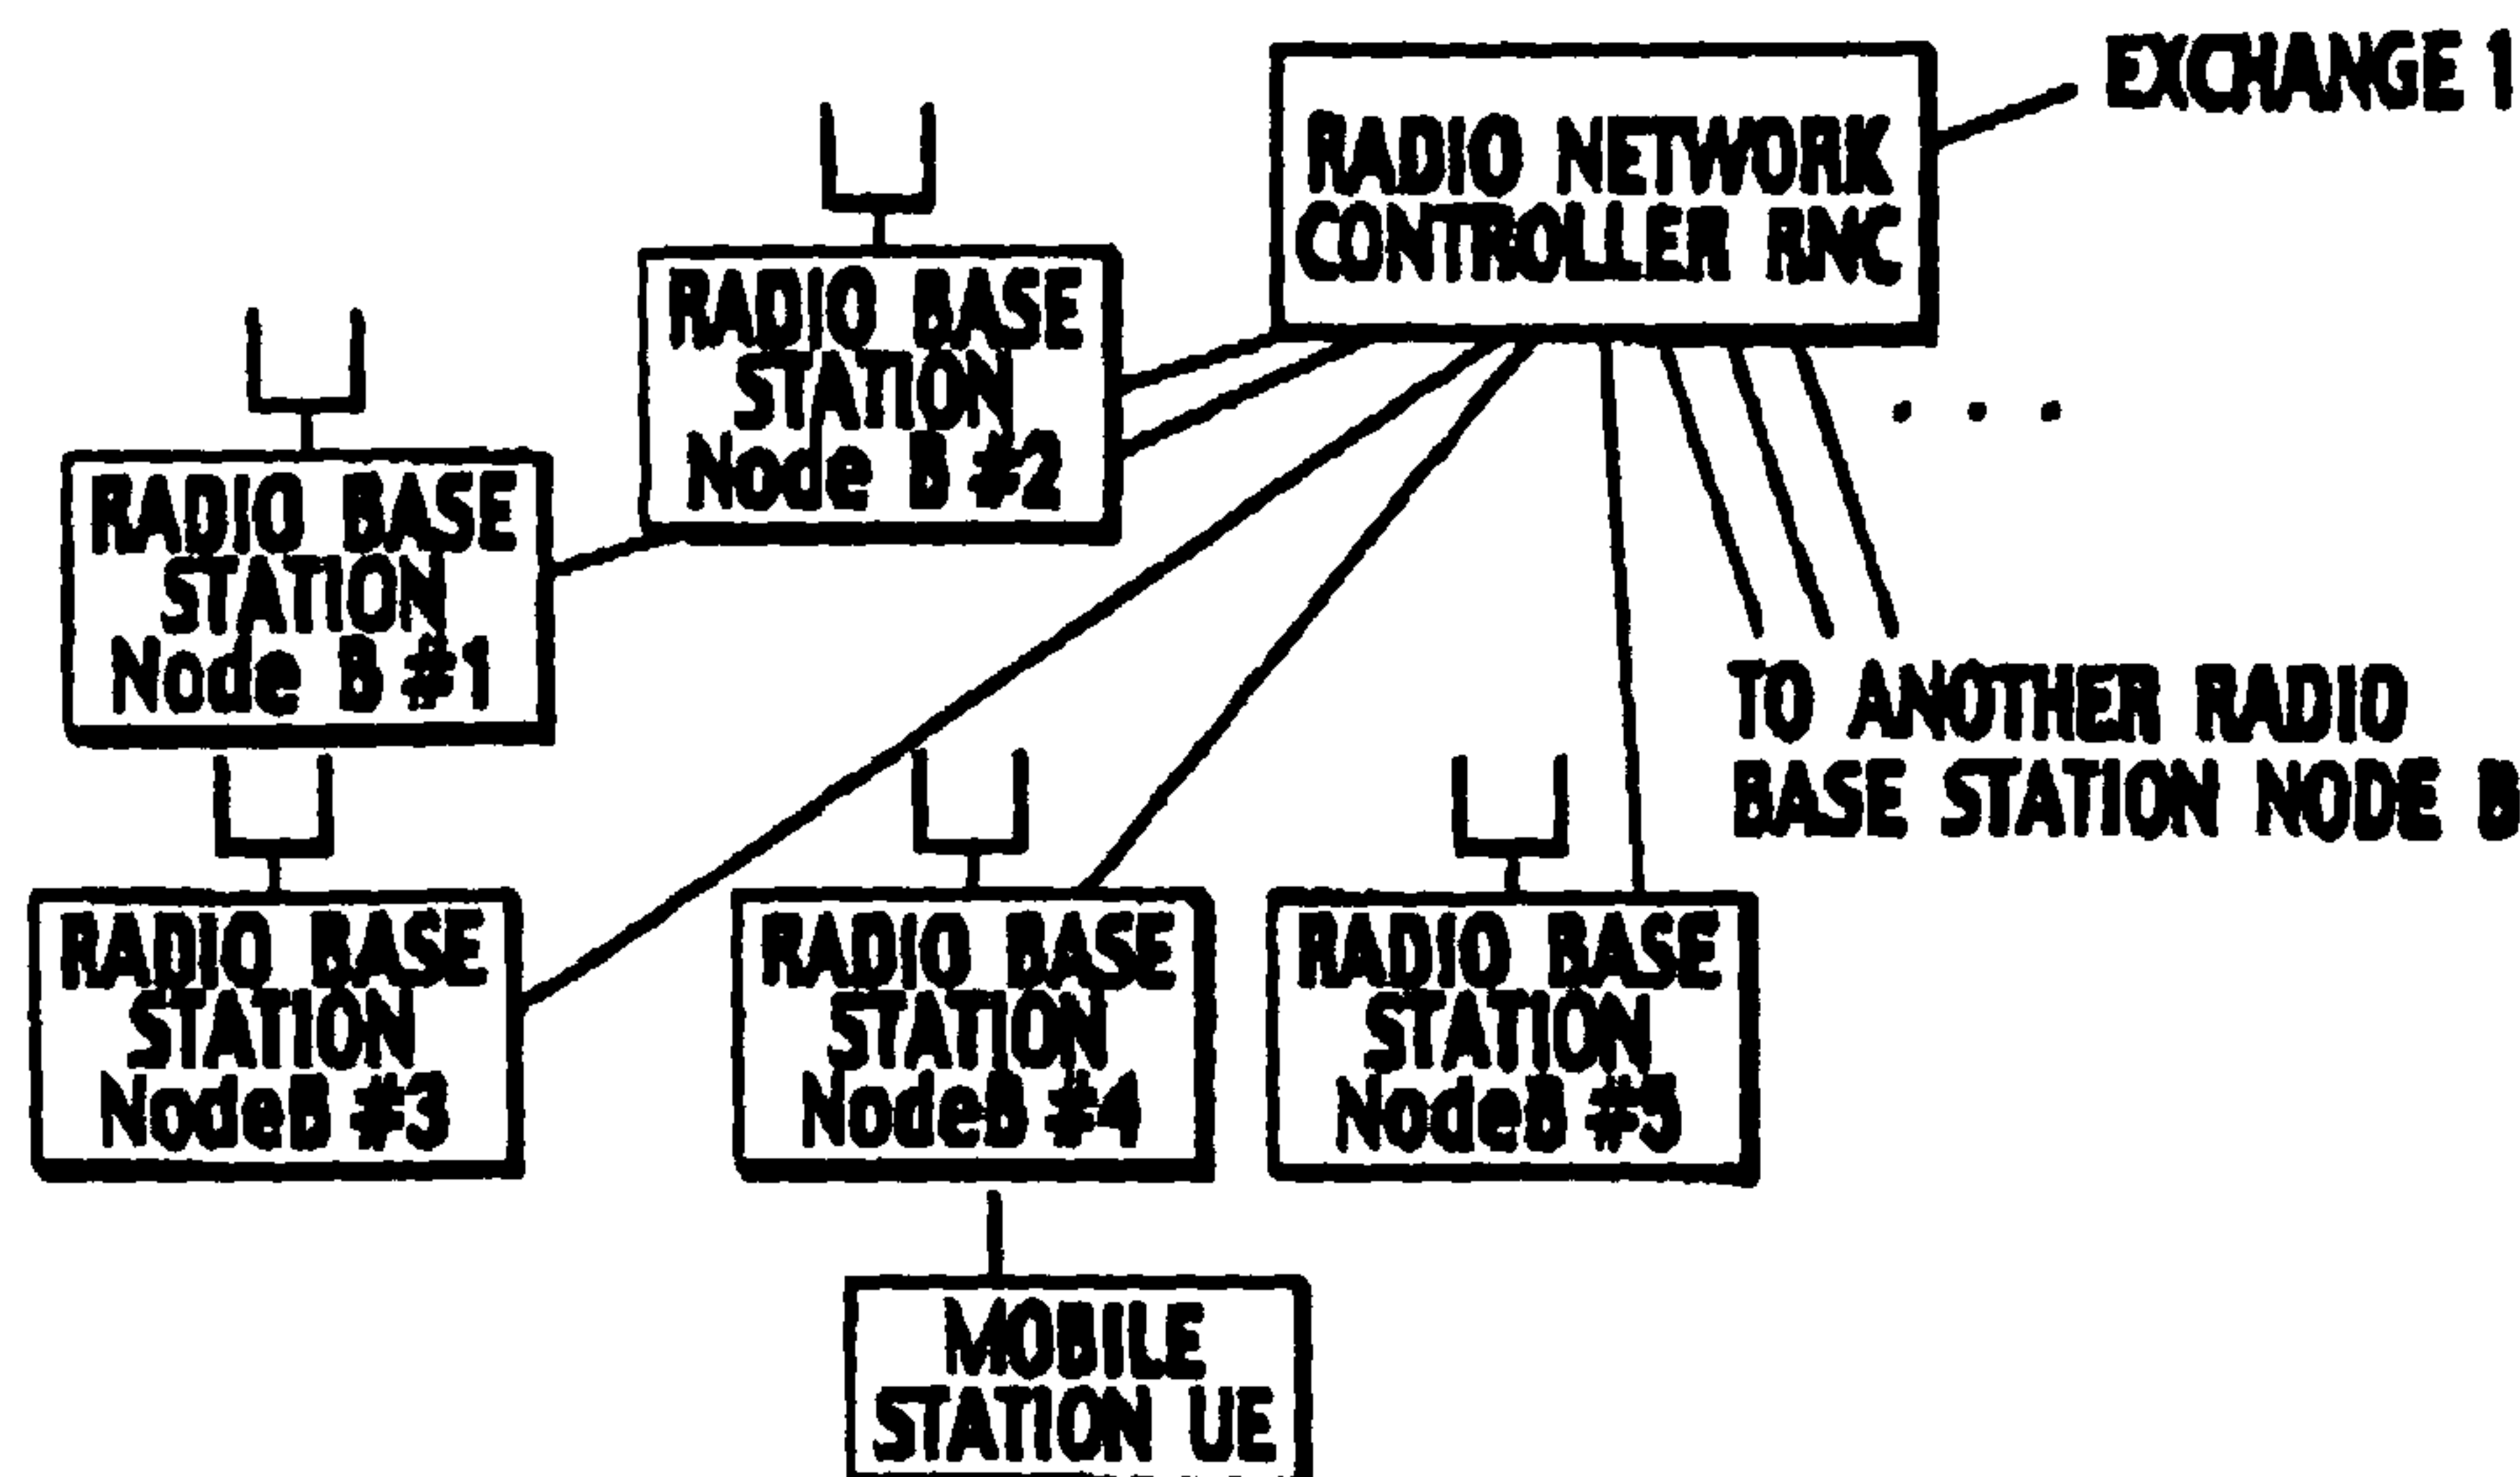 EXCHANGE 1
RADIO NETWORK
CONTROLLER RNC
RADIO BASE
STATION
Node B #2
RADIO BASE
STATION
Node B #1
TO ANOTHER RADIO
BASE STATION NODE B
RADIO BASE
STATION
NodeB #3
RADIO BASE
STATION
NodeB #4
RADIO BASE
STATION
NodeB #5
MOBILE
STATION UE